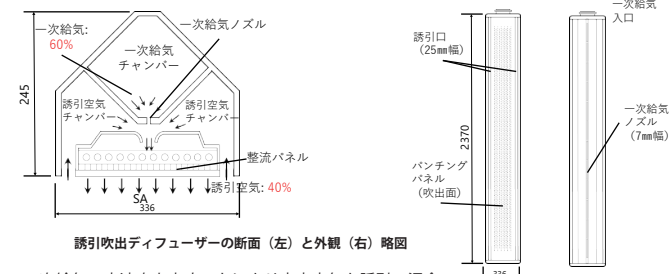 一次給気:
60%
一次給気ノズル
一次給気
チャンバー
誘引空気
チャンバー
誘引空気
チャンバー
245
整流パネル
誘引空気: 40%
SA
336
誘引口
(25㎜幅)
2370
パンチング
パネル
(吹出面)
336
一次給気
入口
一次給気
ノズル
(7㎜幅)
誘引吹出ディフューザーの断面(左)と外観(右)略図